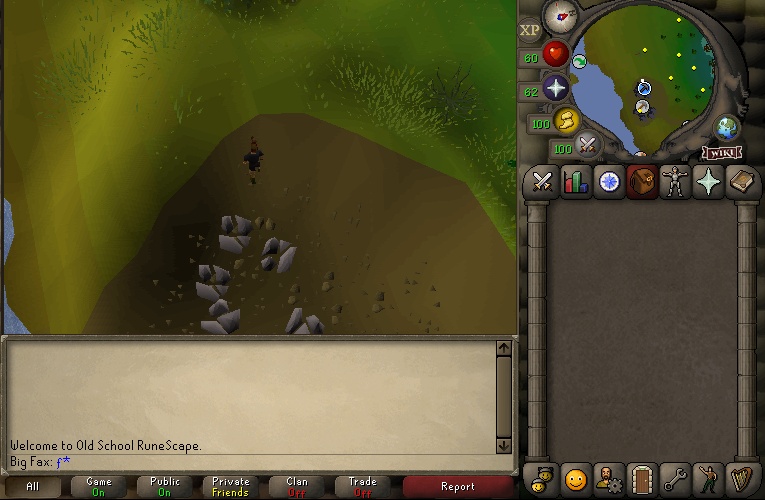 XP
60
62
100
100
WIKI
Welcome to Old School RuneScape.
Big Fax: f*
All
Game
On
Public
On
Private
Friends
Clan
Off
Trade
Off
Report